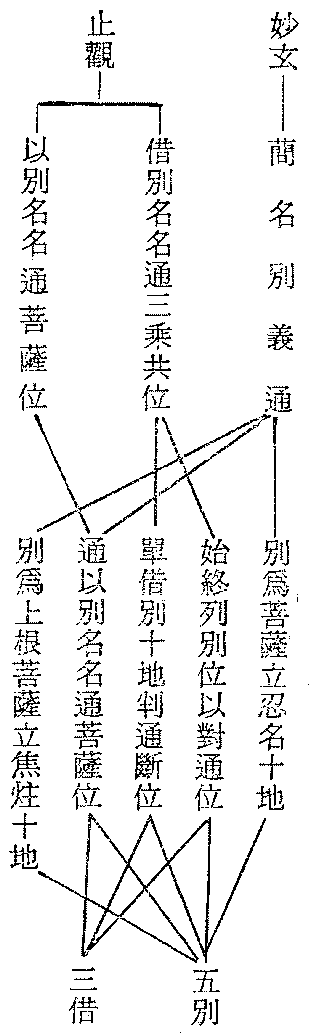 妙玄
簡名別義通
止觀
借別名名通三乘共位
以別名名通菩薩位
別爲菩薩立忍名十地
始終列別位以對通位
單借別十地判通斷位
通以別名名通菩薩位
別爲上根菩薩立焦炷十地
五別
三借